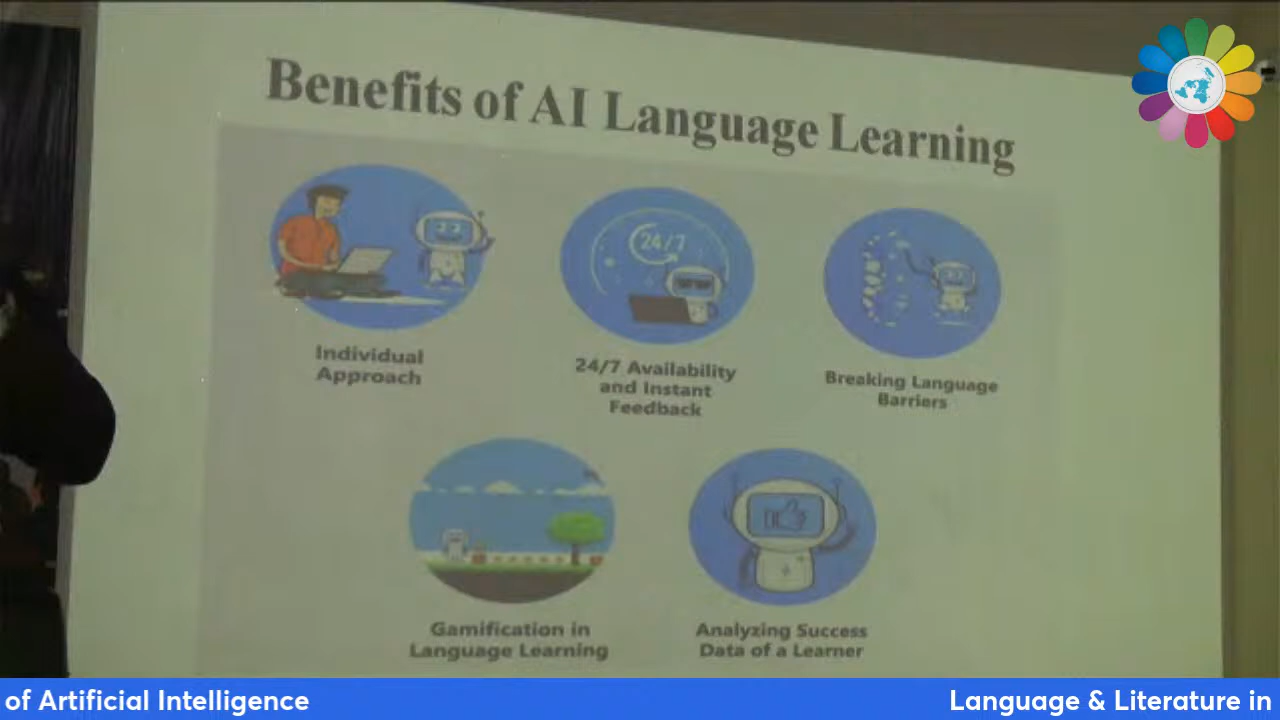 Benefits of AI Language Learning
24/7
Individual
Approach
24/7 Availability
and Instant
Feedback
Breaking Language
Barriers
Gamification in
Language Learning
Analyzing Success
Data of a Learner
of Artificial Intelligence
Language & Literature in